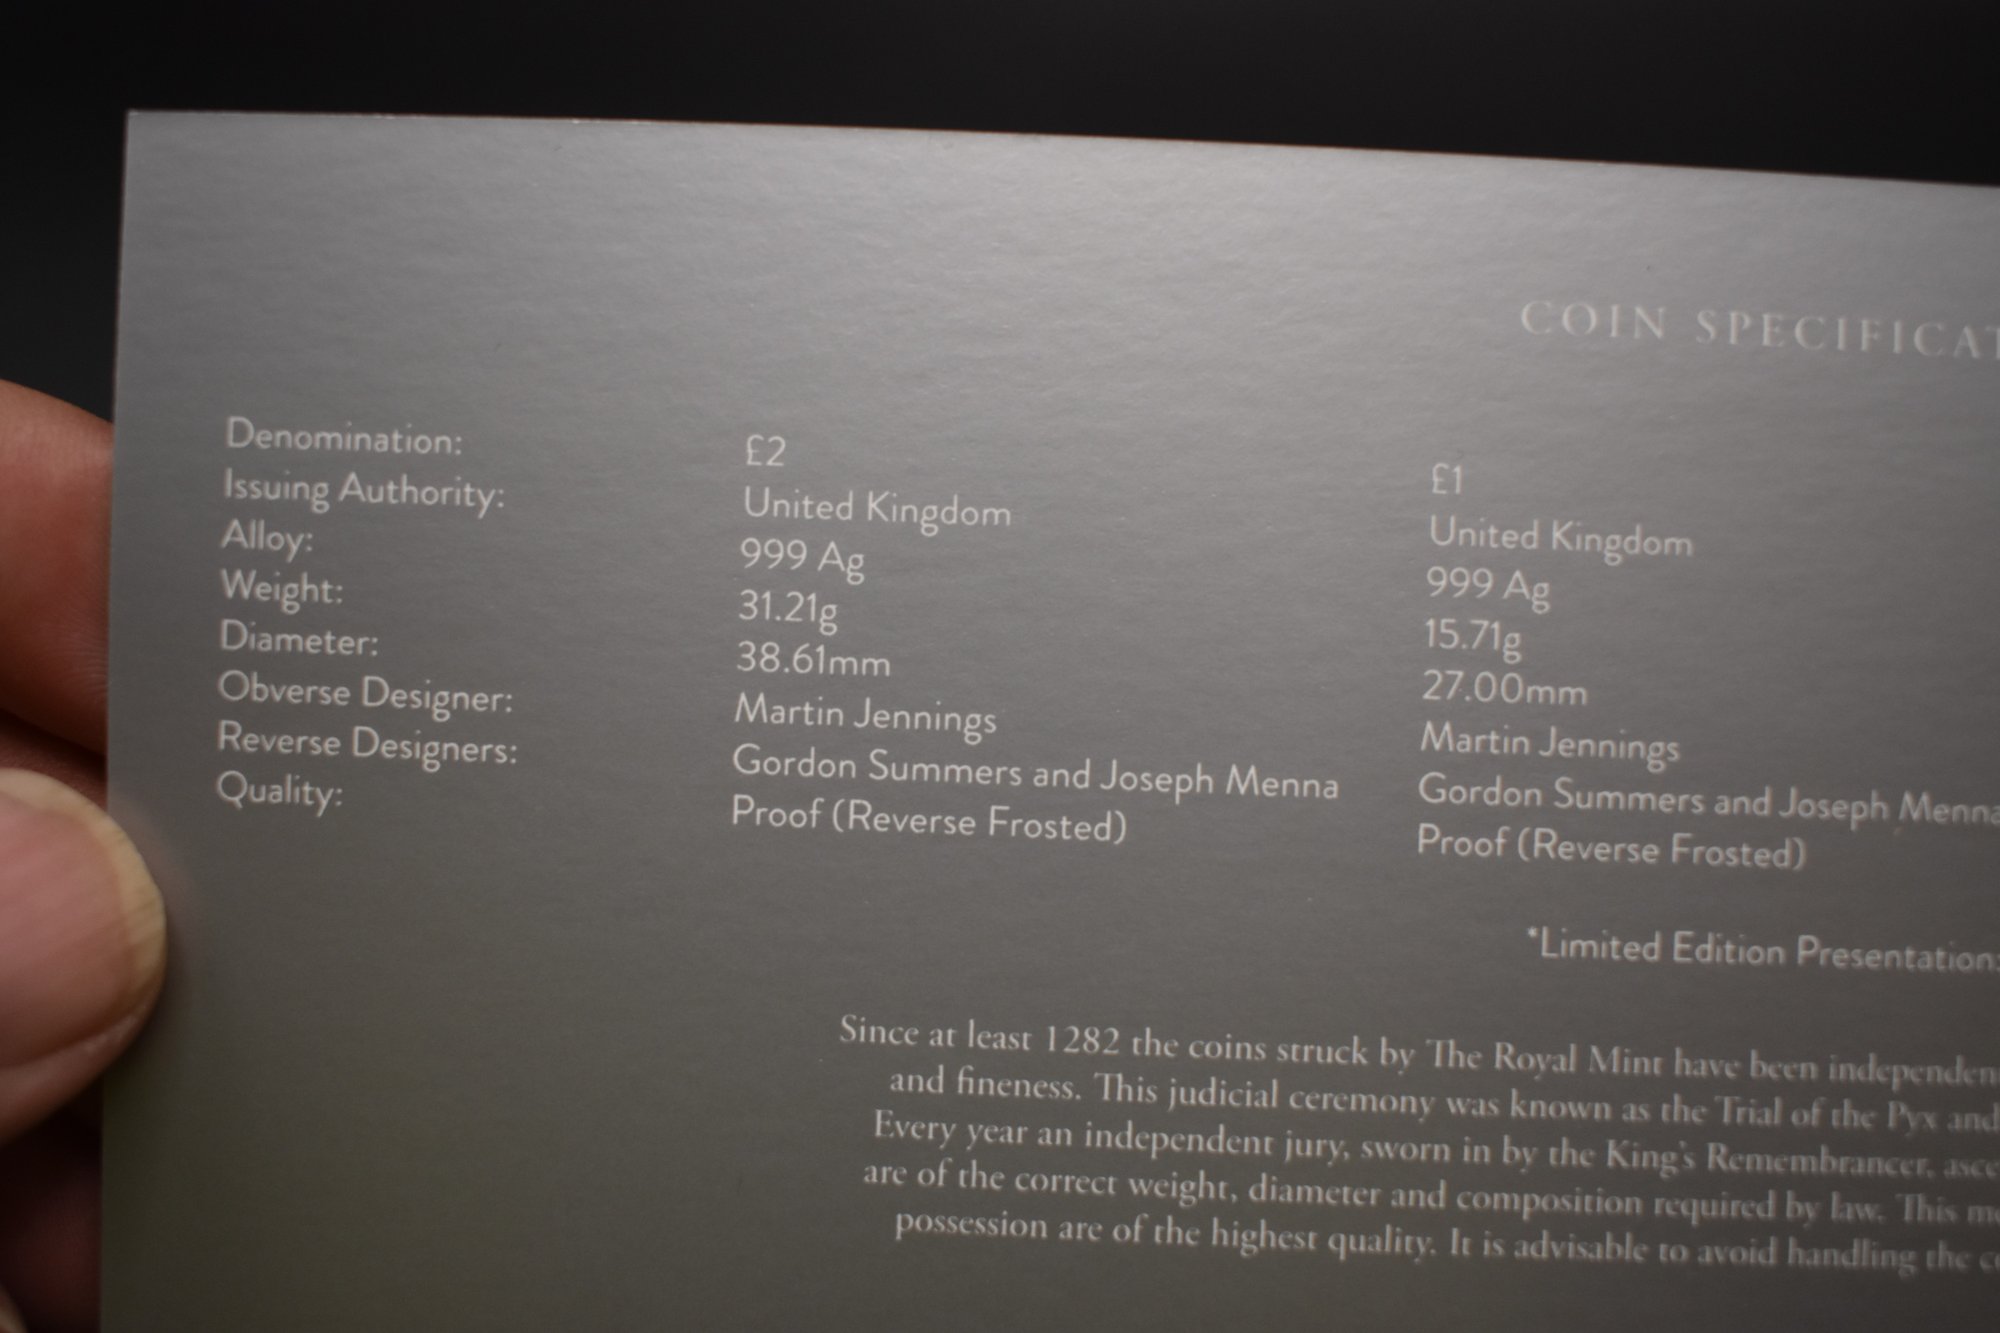 COIN SPECIFICAT
Denomination: £2 £1
Issuing Authority: United Kingdom United Kingdom
Alloy: 999 Ag 999 Ag
Weight: 31.21g 15.71g
Diameter: 38.61mm 27.00mm
Obverse Designer: Martin Jennings Martin Jennings
Reverse Designers: Gordon Summers and Joseph Menna Gordon Summers and Joseph Menna
Quality: Proof (Reverse Frosted) Proof (Reverse Frosted)
*Limited Edition Presentation:
Since at least 1282 the coins struck by The Royal Mint have been independen
and fineness. This judicial ceremony was known as the Trial of the Pyx and
Every year an independent jury, sworn in by the King's Remembrancer, asce
are of the correct weight, diameter and composition required by law. This me
possession are of the highest quality. It is advisable to avoid handling the c